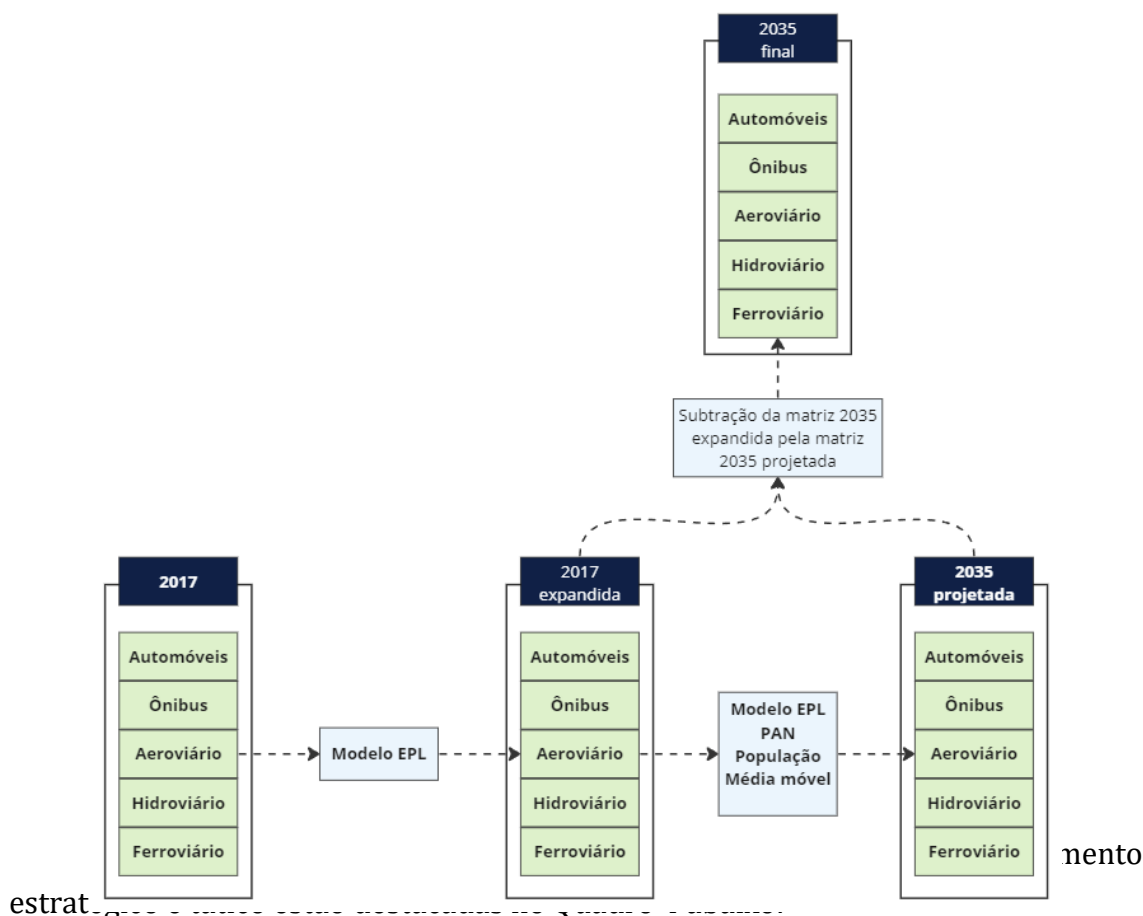 2035
final
Automóveis
Ônibus
Aeroviário
Hidroviário
Ferroviário
Subtração da matriz 2035
expandida pela matriz
2035 projetada
2017
Automóveis
Ônibus
Aeroviário
Hidroviário
Ferroviário
Modelo EPL
2017
expandida
Automóveis
Ônibus
Aeroviário
Hidroviário
Ferroviário
Modelo EPL
PAN
População
Média móvel
2035
projetada
Automóveis
Ônibus
Aeroviário
Hidroviário
Ferroviário
mento